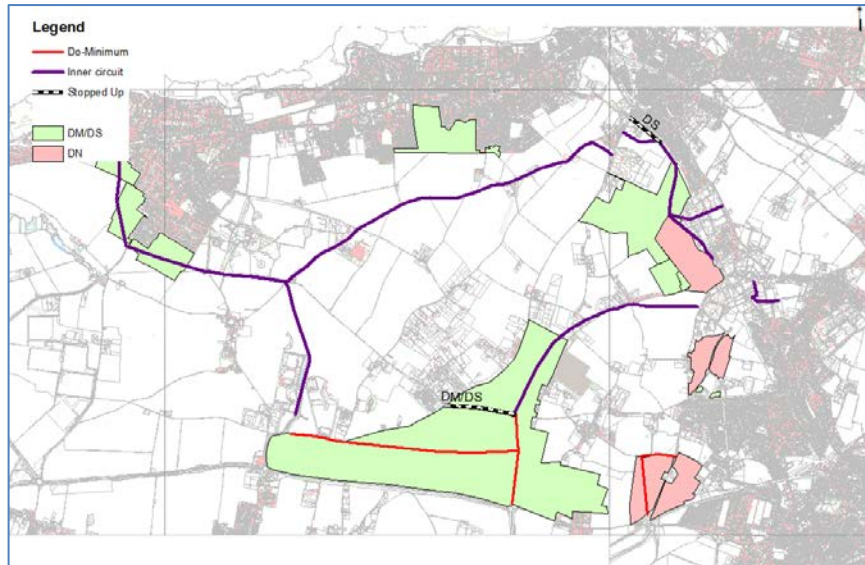 Legend
Do-Minimum
Inner circuit
Stopped Up
DM/DS
DN
DS
DM/DS